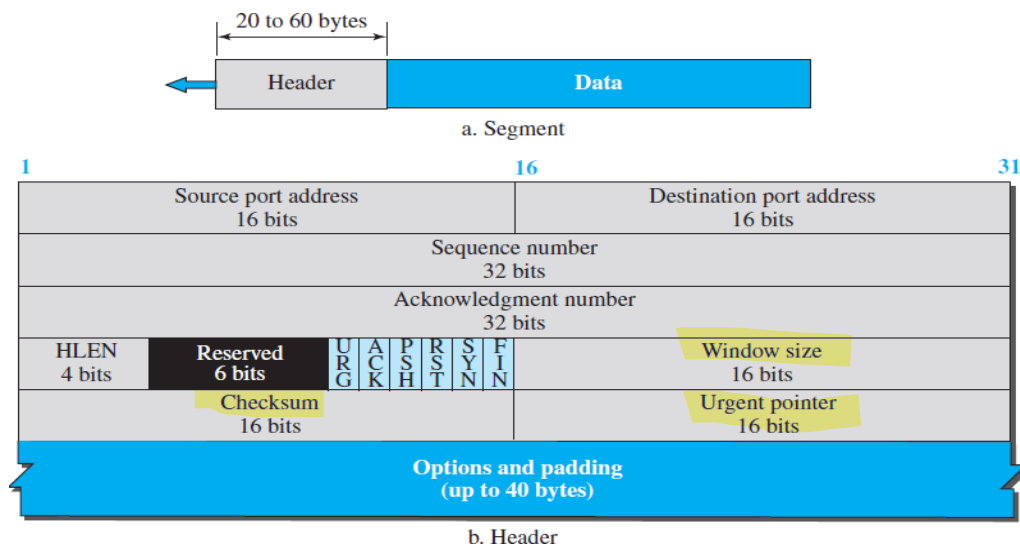 20 to 60 bytes
Header
Data
a. Segment
1
16
31
Source port address
16 bits
Destination port address
16 bits
Sequence number
32 bits
Acknowledgment number
32 bits
HLEN
4 bits
Reserved
6 bits
URG
ACK
PSH
RST
SYN
FIN
Window size
16 bits
Checksum
16 bits
Urgent pointer
16 bits
Options and padding
(up to 40 bytes)
b. Header